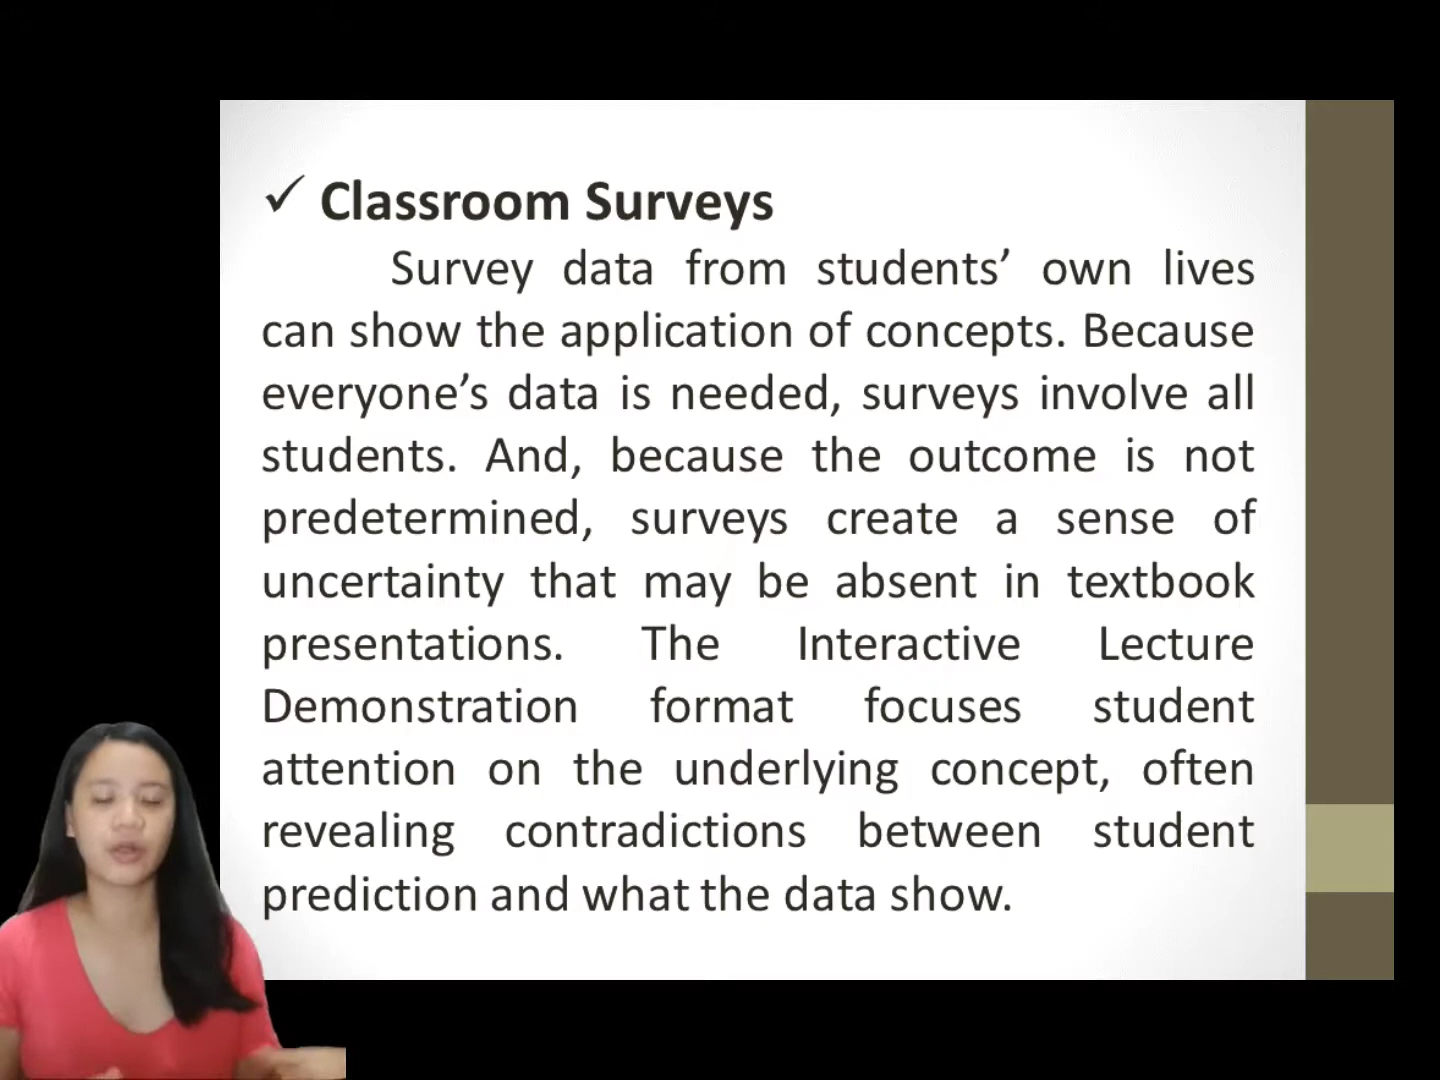 ✓ Classroom Surveys
Survey data from students’ own lives
can show the application of concepts. Because
everyone’s data is needed, surveys involve all
students. And, because the outcome is not
predetermined, surveys create a sense of
uncertainty that may be absent in textbook
presentations. The Interactive Lecture
Demonstration format focuses student
attention on the underlying concept, often
revealing contradictions between student
prediction and what the data show.